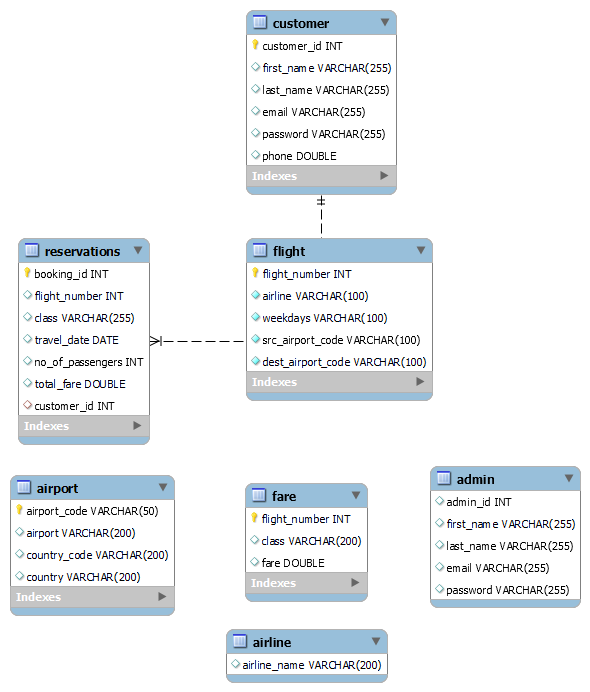 customer
customer_id INT
first_name VARCHAR(255)
last_name VARCHAR(255)
email VARCHAR(255)
password VARCHAR(255)
phone DOUBLE
Indexes
reservations
booking_id INT
flight_number INT
class VARCHAR(255)
travel_date DATE
no_of_passengers INT
total_fare DOUBLE
customer_id INT
Indexes
flight
flight_number INT
airline VARCHAR(100)
weekdays VARCHAR(100)
src_airport_code VARCHAR(100)
dest_airport_code VARCHAR(100)
Indexes
airport
airport_code VARCHAR(50)
airport VARCHAR(200)
country_code VARCHAR(200)
country VARCHAR(200)
Indexes
fare
flight_number INT
class VARCHAR(200)
fare DOUBLE
Indexes
admin
admin_id INT
first_name VARCHAR(255)
last_name VARCHAR(255)
email VARCHAR(255)
password VARCHAR(255)
airline
airline_name VARCHAR(200)